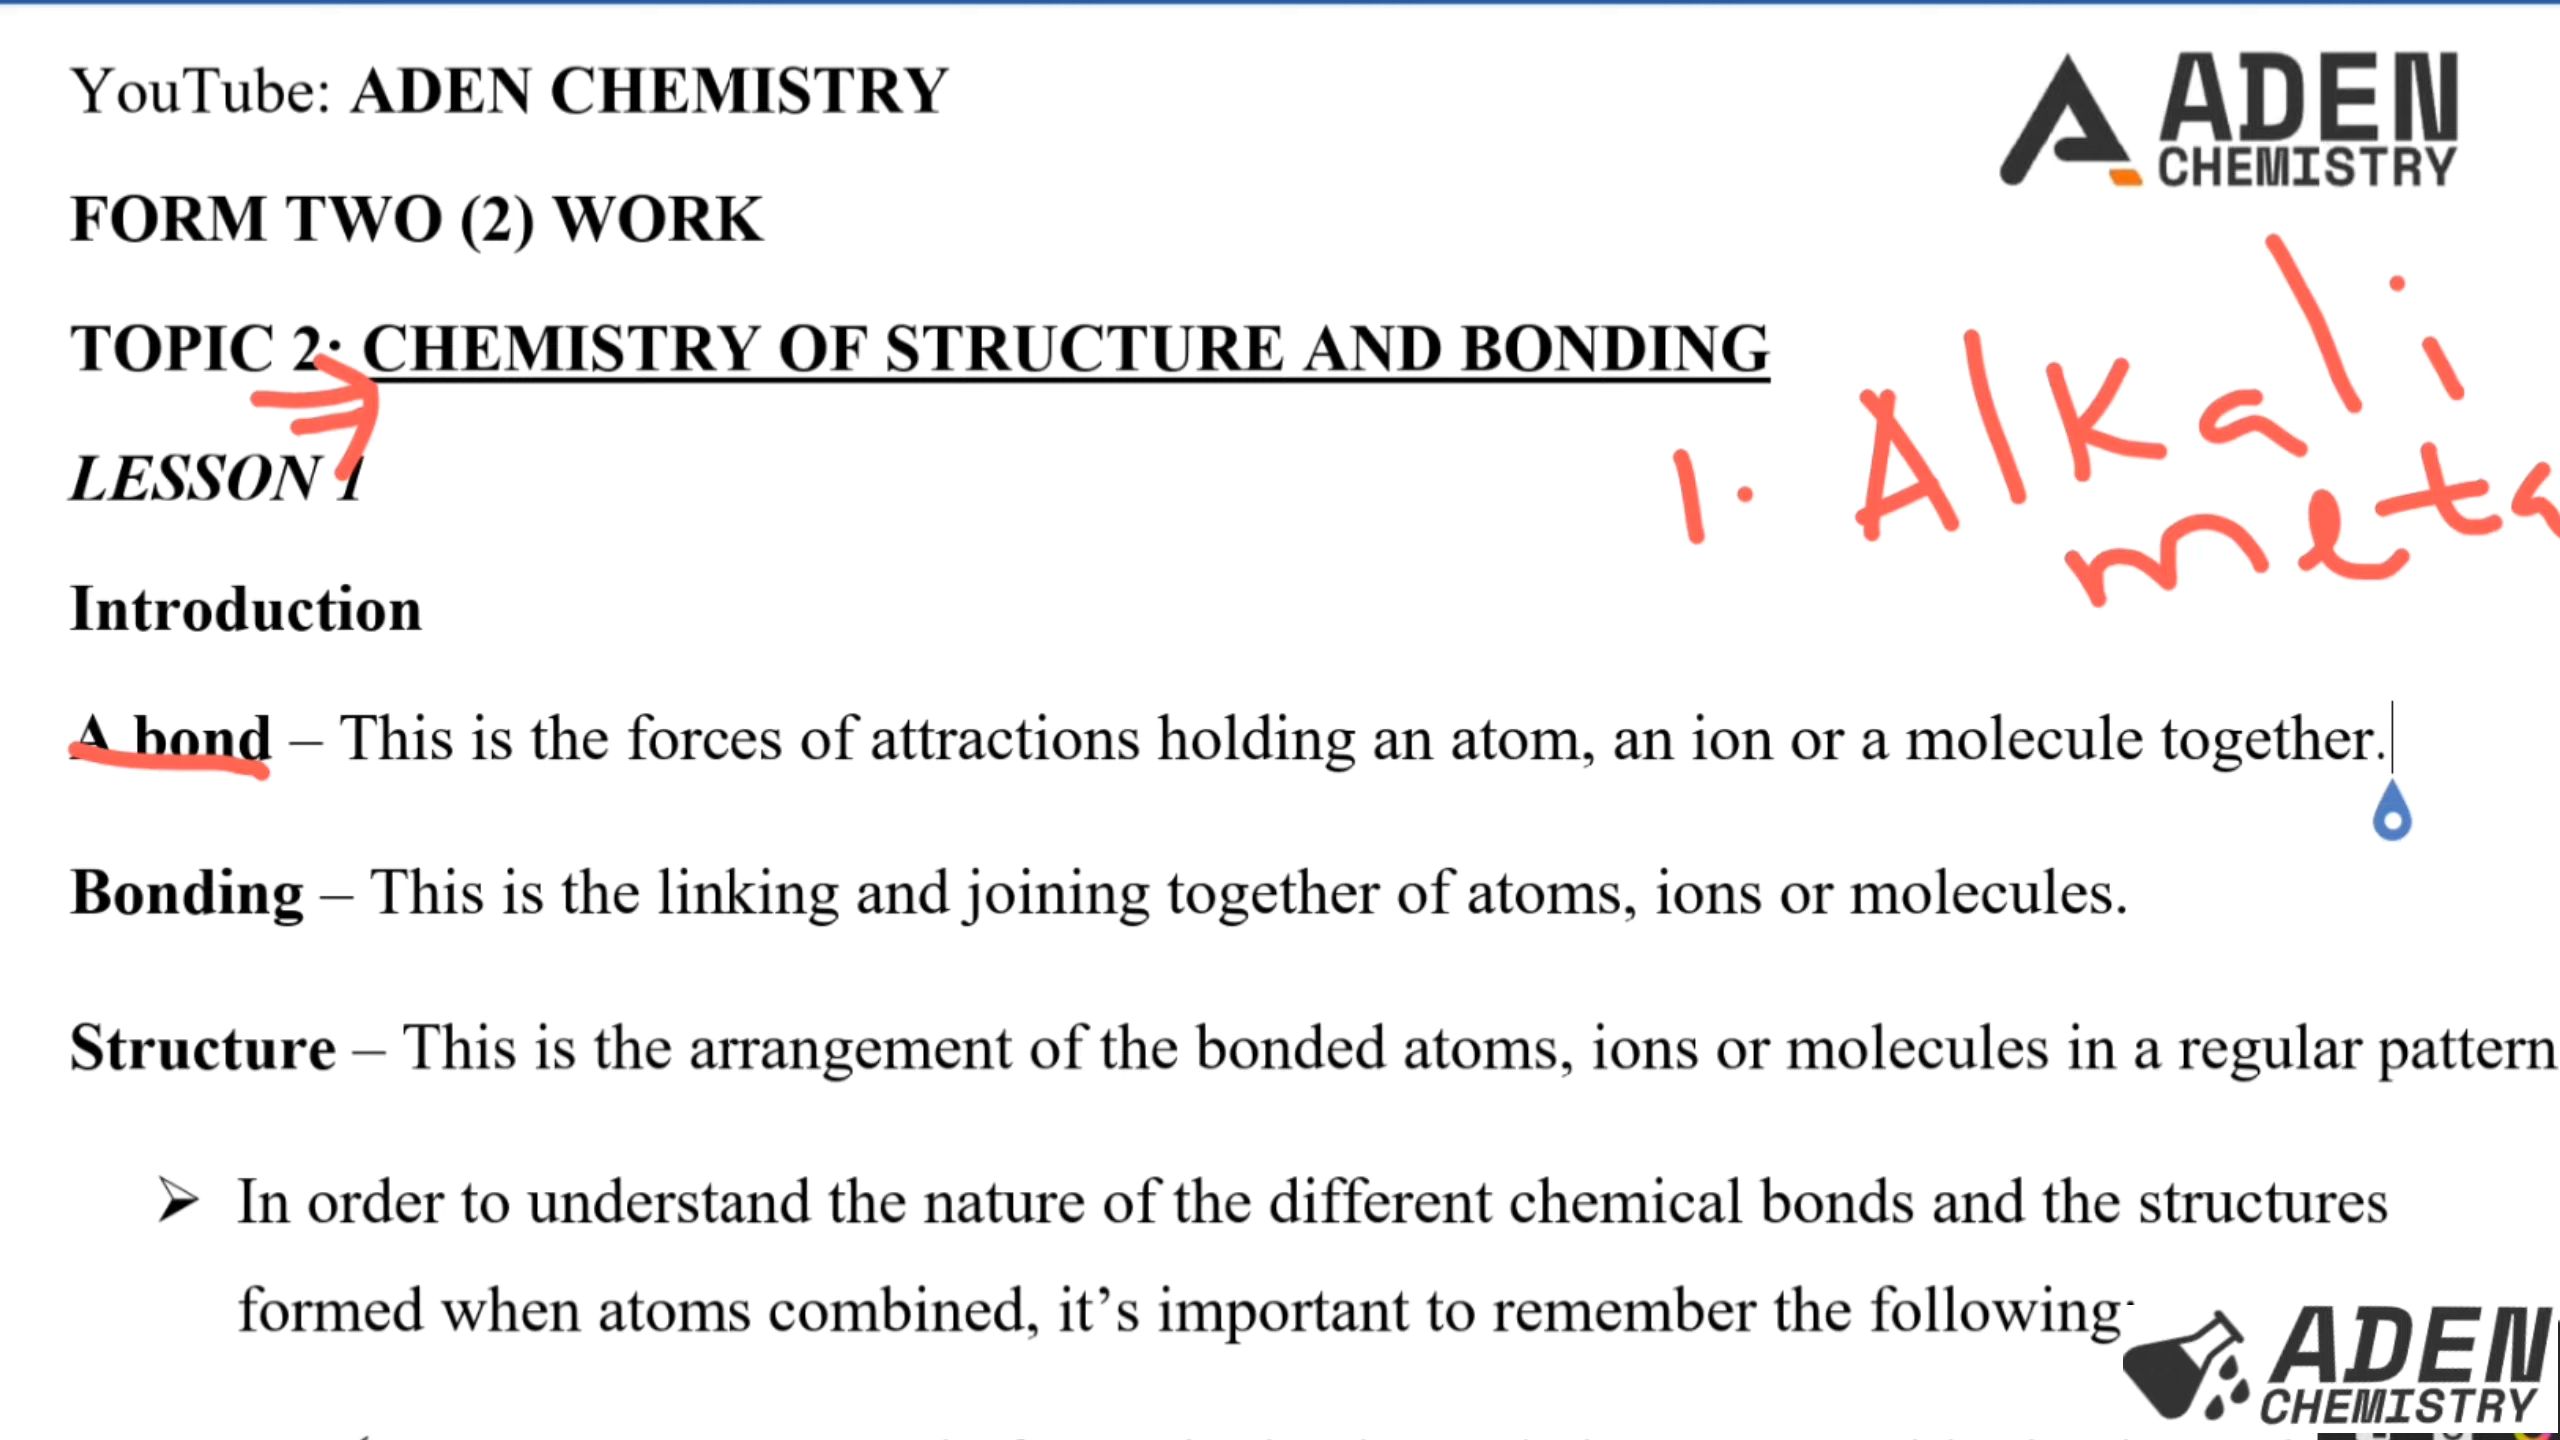 YouTube: ADEN CHEMISTRY
ADEN
CHEMISTRY
FORM TWO (2) WORK
TOPIC 2: CHEMISTRY OF STRUCTURE AND BONDING
LESSON 1
1. Alkali
meta
Introduction
A bond – This is the forces of attractions holding an atom, an ion or a molecule together.
Bonding – This is the linking and joining together of atoms, ions or molecules.
Structure – This is the arrangement of the bonded atoms, ions or molecules in a regular pattern
➢ In order to understand the nature of the different chemical bonds and the structures
formed when atoms combined, it’s important to remember the following:
ADEN
CHEMISTRY